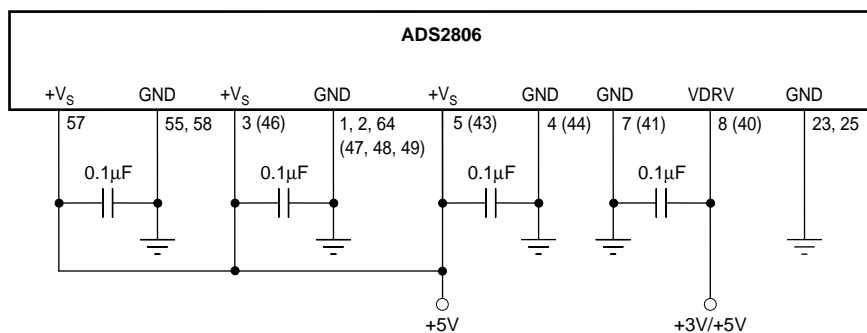 ADS2806
+VS GND +VS GND +VS GND GND VDRV GND
57 55, 58 3 (46) 1, 2, 64 5 (43) 4 (44) 7 (41) 8 (40) 23, 25
(47, 48, 49)
0.1µF 0.1µF 0.1µF 0.1µF
+5V +3V/+5V